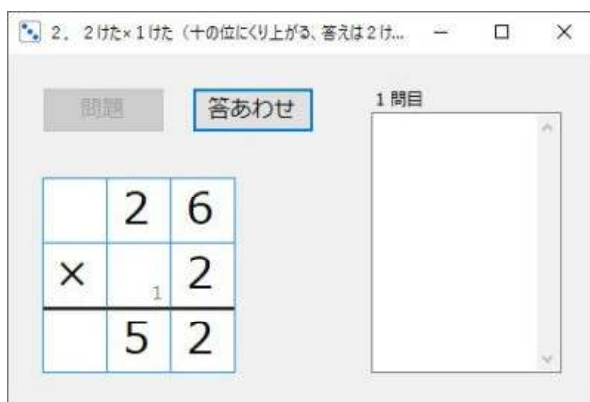 2. 2けた×1けた (十の位にくり上がる、答えは2け...
問題
答あわせ
1問目
2 6
× 1 2
5 2